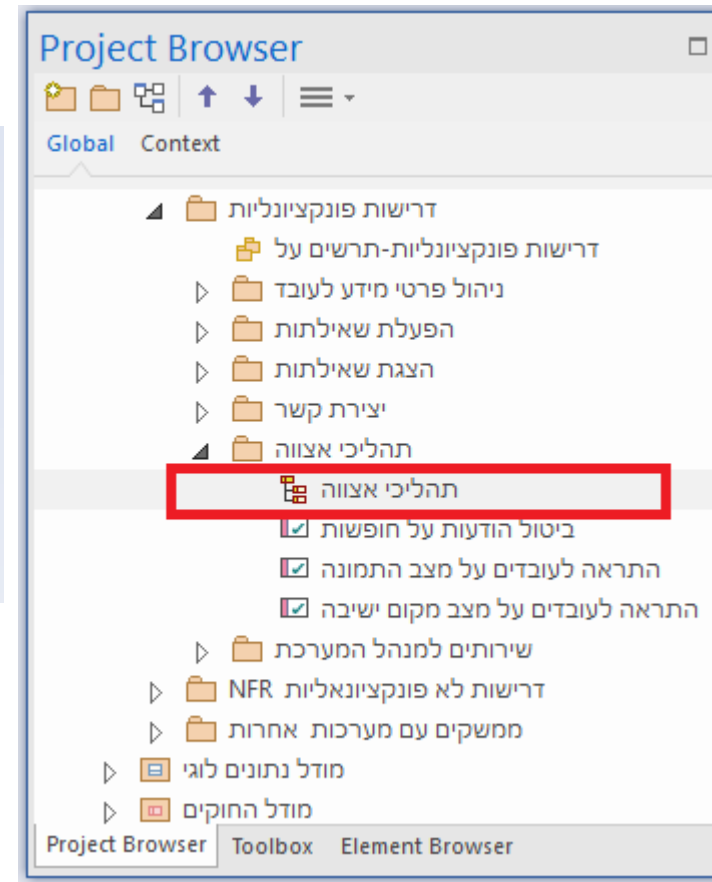 Project Browser
Global Context
דרישות פונקציונליות
דרישות פונקציונליות-תרשים על
ניהול פרטי מידע לעובד
הפעלת שאילתות
הצגת שאילתות
יצירת קשר
תהליכי אצווה
תהליכי אצווה
ביטול הודעות על חופשות
התראה לעובדים על מצב התמונה
התראה לעובדים על מצב מקום ישיבה
שירותים למנהל המערכת
דרישות לא פונקציונאליות NFR
ממשקים עם מערכות אחרות
מודל נתונים לוגי
מודל החוקים
Project Browser Toolbox Element Browser